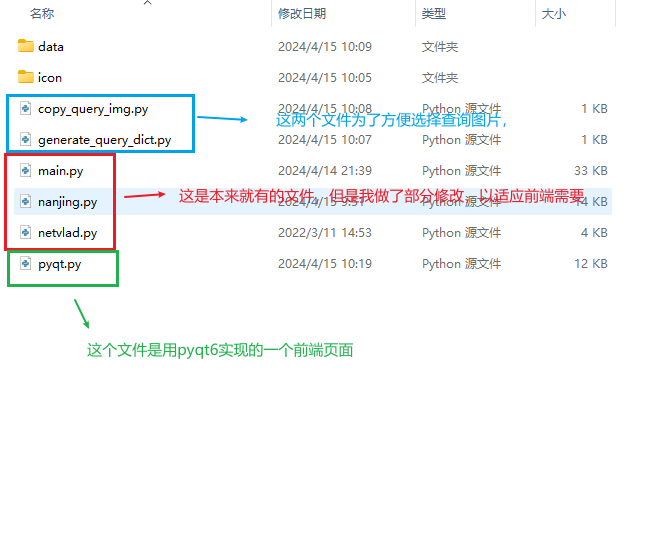 名称 修改日期 类型 大小
data 2024/4/15 10:09 文件夹
icon 2024/4/15 10:05 文件夹
copy_query_img.py 2024/4/15 10:08 Python 源文件 1 KB
这两个文件为了方便选择查询图片，
generate_query_dict.py 2024/4/15 10:07 Python 源文件 1 KB
main.py 2024/4/14 21:39 Python 源文件 33 KB
这是本来就有的文件，但是我做了部分修改，以适应前端需要
nanjing.py 2024/4/15 9:51 Python 源文件 14 KB
netvlad.py 2022/3/11 14:53 Python 源文件 4 KB
pyqt.py 2024/4/15 10:19 Python 源文件 12 KB
这个文件是用pyqt6实现的一个前端页面